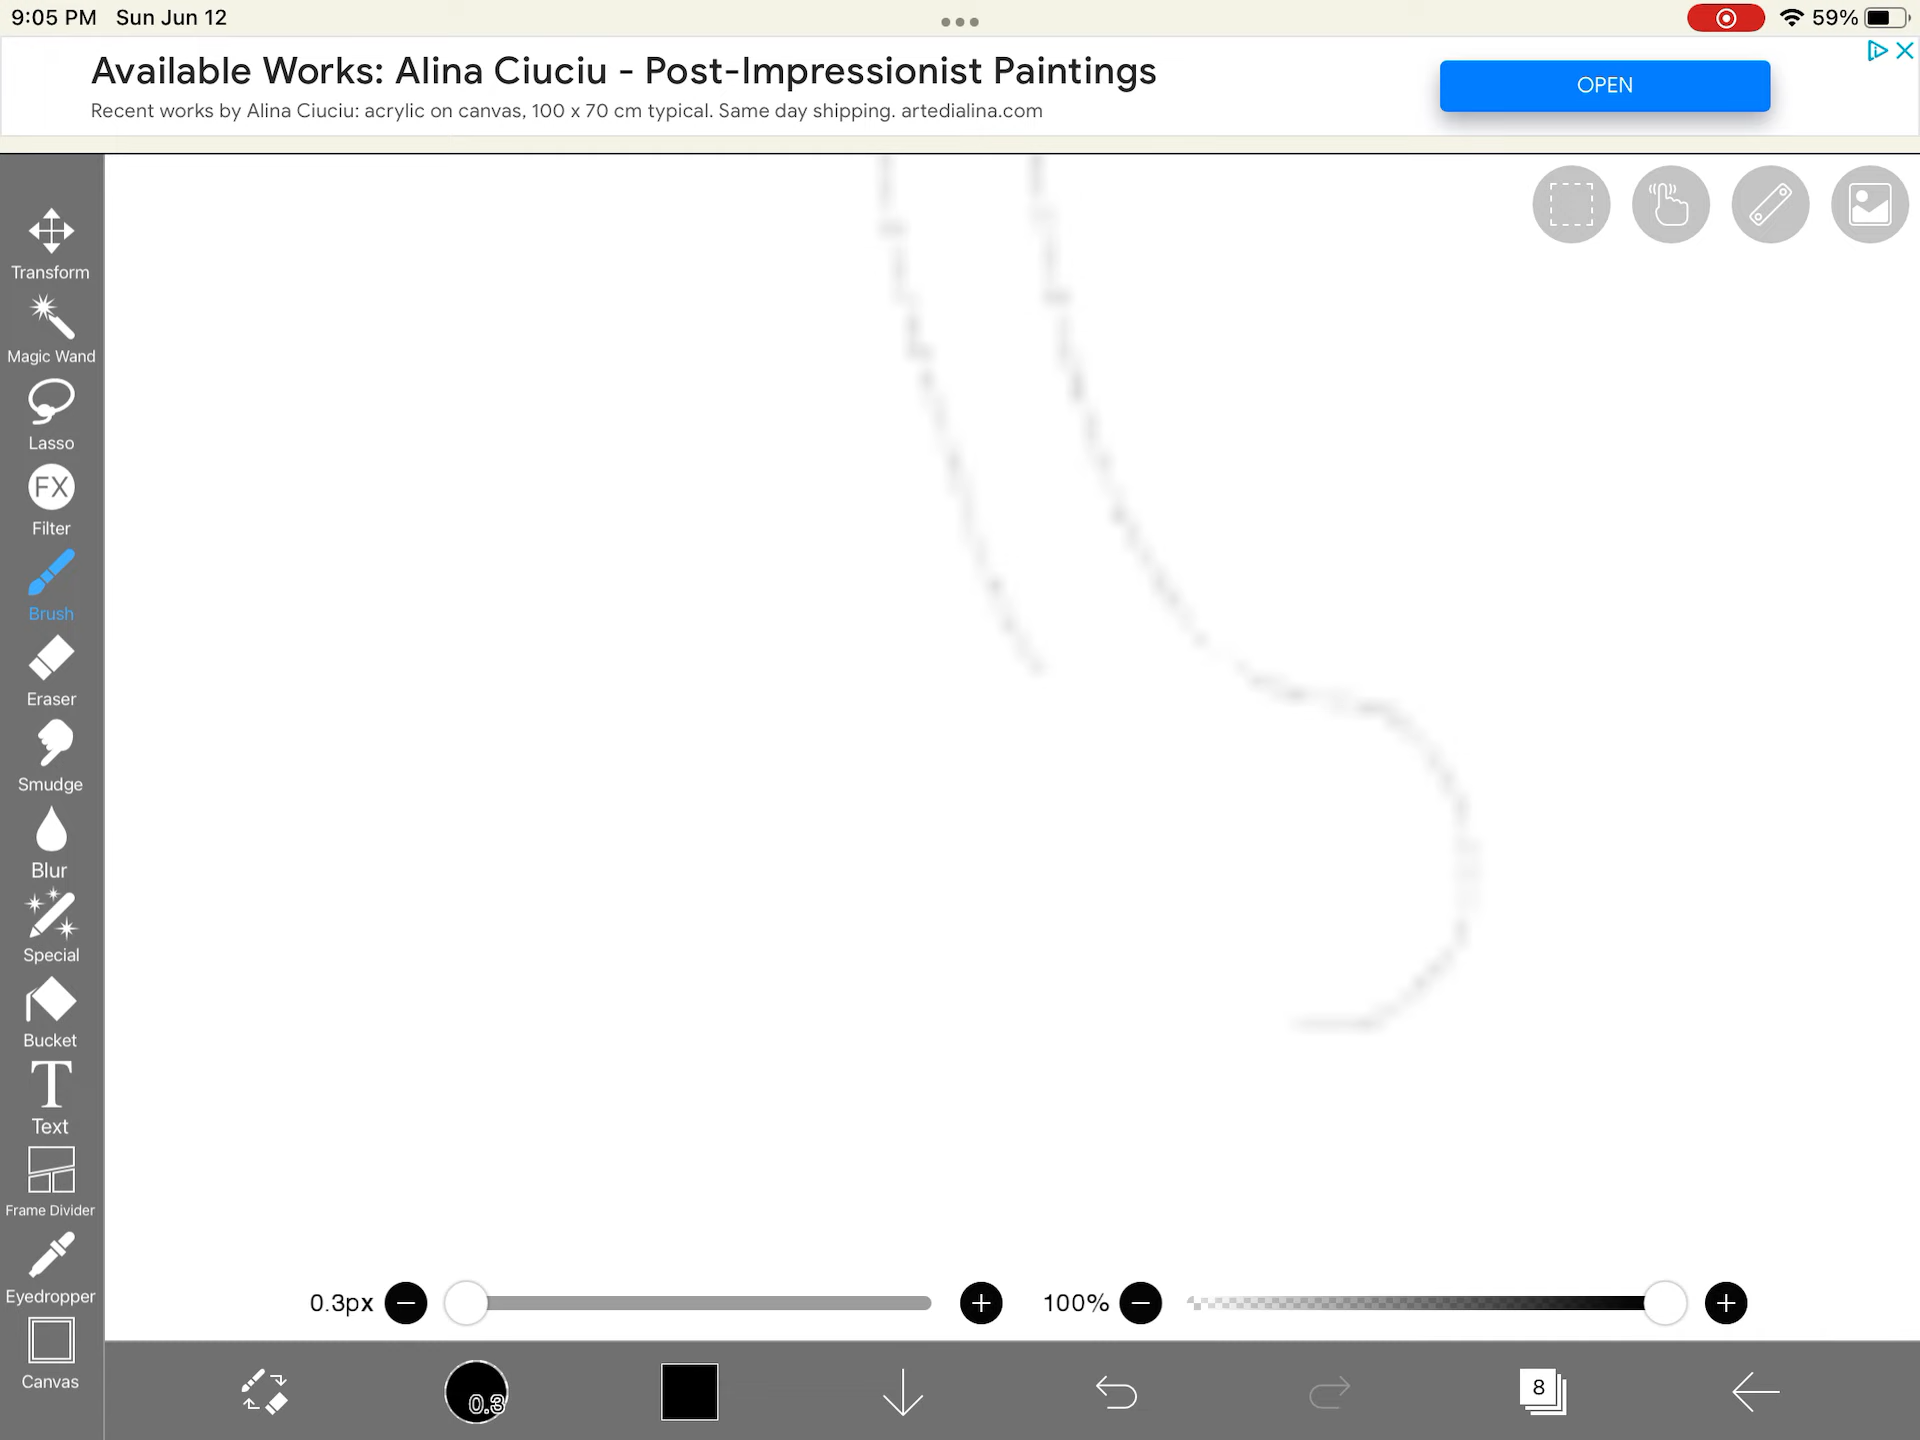 9:05 PM Sun Jun 12
59%
Available Works: Alina Ciuciu - Post-Impressionist Paintings
Recent works by Alina Ciuciu: acrylic on canvas, 100 x 70 cm typical. Same day shipping. artedialina.com
OPEN
Transform
Magic Wand
Lasso
FX
Filter
Brush
Eraser
Smudge
Blur
Special
Bucket
T
Text
Frame Divider
Eyedropper
Canvas
0.3px
100%
0.3
8